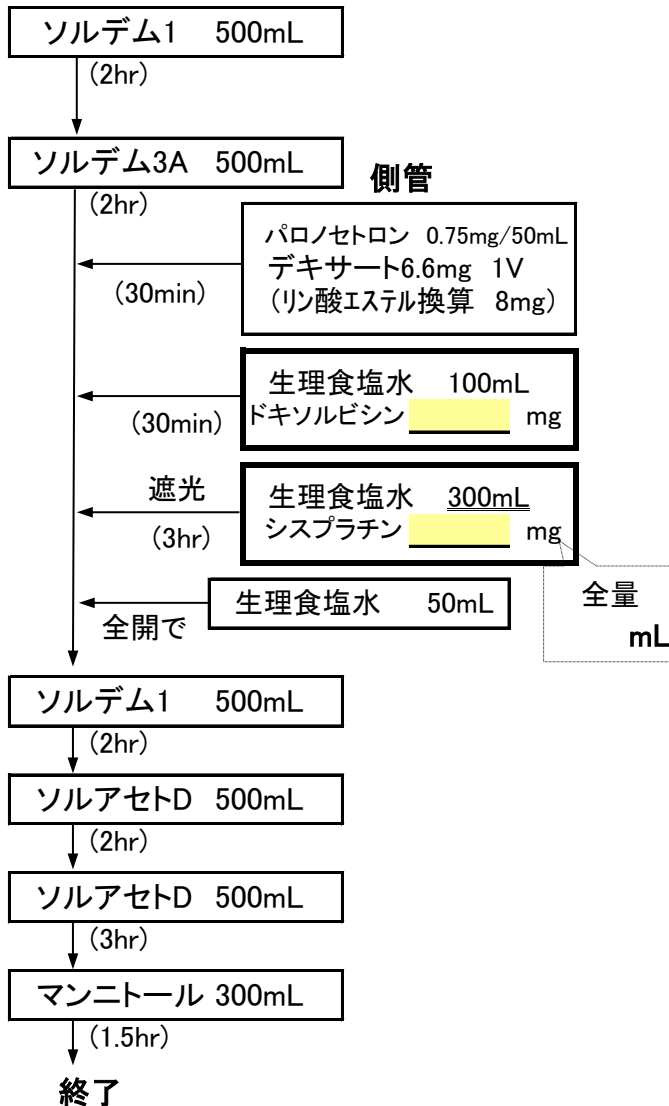 ソルデム1 500mL
(2hr)
ソルデム3A 500mL
(2hr)
側管
パロノセトロン 0.75mg/50mL
デキサート6.6mg 1V
(リン酸エステル換算 8mg)
(30min)
生理食塩水 100mL
ドキソルビシン mg
(30min)
遮光
生理食塩水 300mL
シスプラチン mg
(3hr)
全量
mL
生理食塩水 50mL
全開で
ソルデム1 500mL
(2hr)
ソルアセトD 500mL
(2hr)
ソルアセトD 500mL
(3hr)
マンニトール 300mL
(1.5hr)
終了